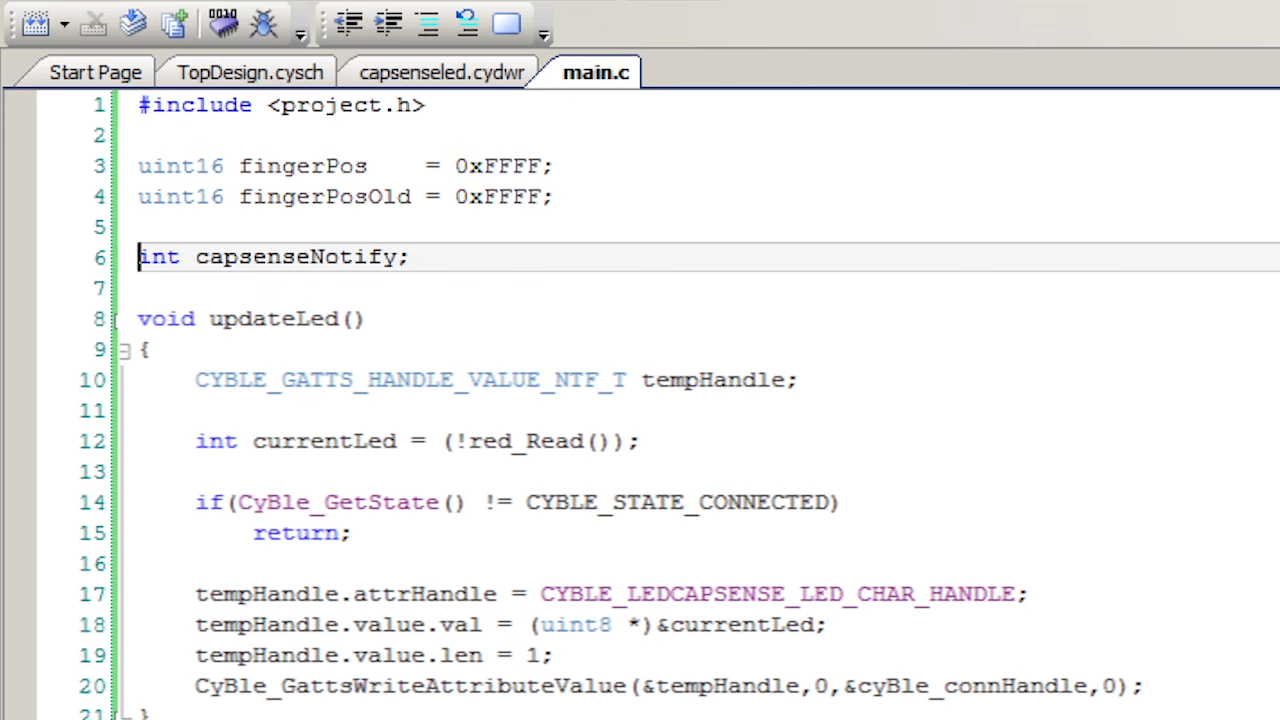 0010
Start Page TopDesign.cysch capsenseled.cydwr main.c
1 #include <project.h>
2
3 uint16 fingerPos    = 0xFFFF;
4 uint16 fingerPosOld = 0xFFFF;
5
6 int capsenseNotify;
7
8 void updateLed()
9 {
10     CYBLE_GATTS_HANDLE_VALUE_NTF_T tempHandle;
11
12     int currentLed = (!red_Read());
13
14     if(CyBle_GetState() != CYBLE_STATE_CONNECTED)
15         return;
16
17     tempHandle.attrHandle = CYBLE_LEDCAPSENSE_LED_CHAR_HANDLE;
18     tempHandle.value.val = (uint8 *)&currentLed;
19     tempHandle.value.len = 1;
20     CyBle_GattsWriteAttributeValue(&tempHandle,0,&cyBle_connHandle,0);
21 }